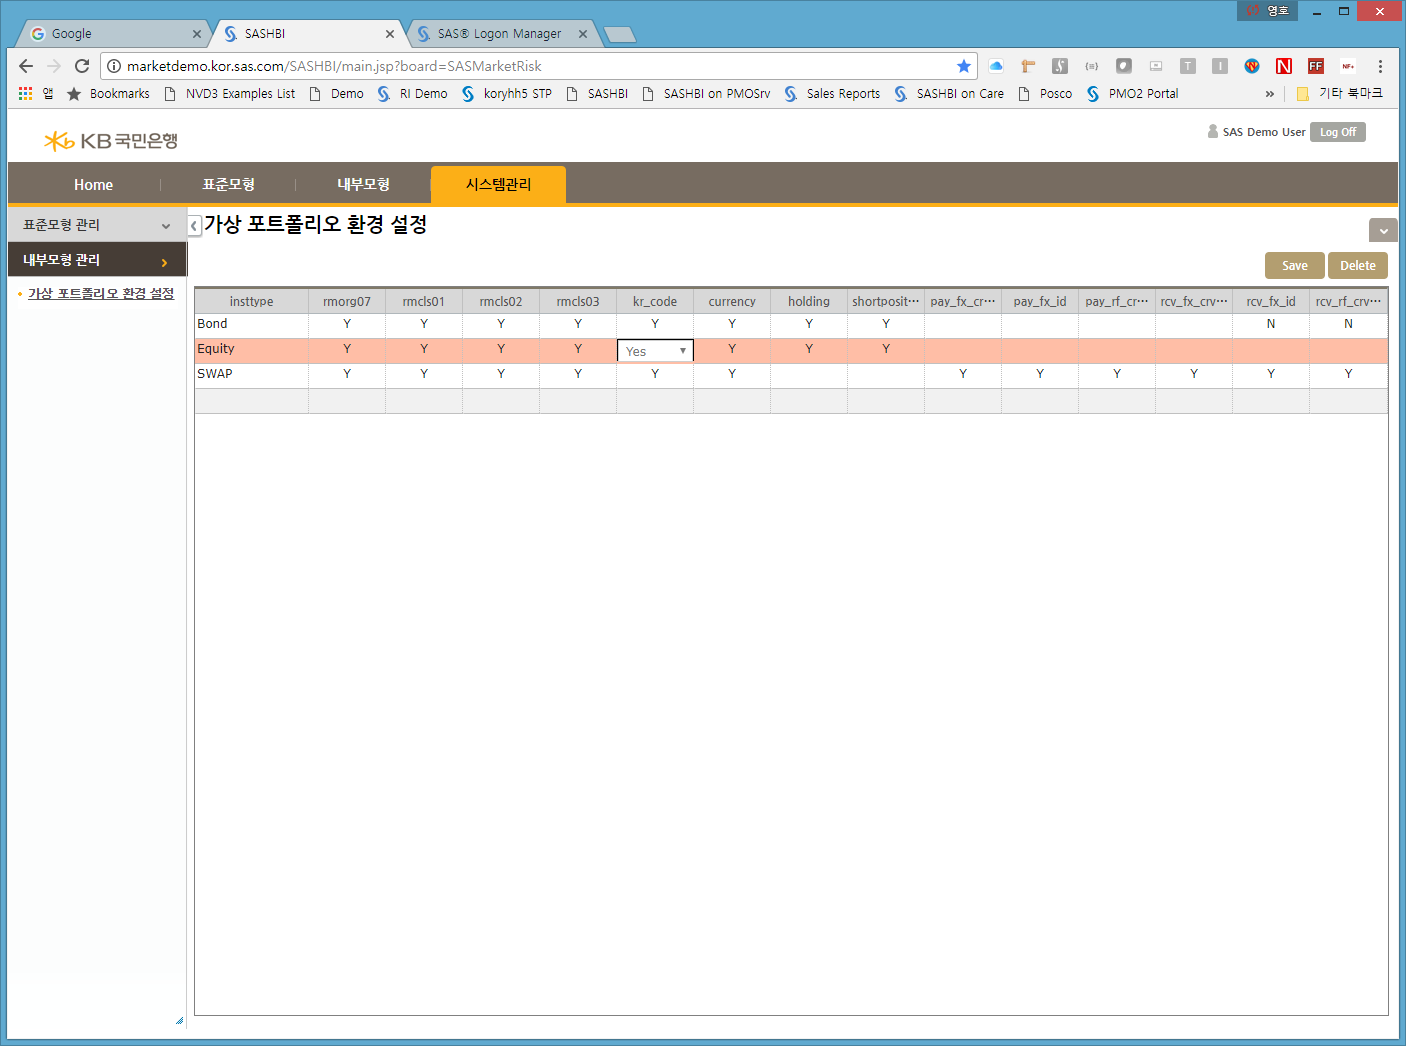 영호
Google
SASHBI
SAS® Logon Manager
marketdemo.kor.sas.com/SASHBI/main.jsp?board=SASMarketRisk
앱 Bookmarks NVD3 Examples List Demo RI Demo koryhh5 STP SASHBI SASHBI on PMOSrv Sales Reports SASHBI on Care Posco PMO2 Portal » 기타 북마크
KB국민은행
SAS Demo User Log Off
Home 표준모형 내부모형 시스템관리
표준모형 관리
내부모형 관리
가상 포트폴리오 환경 설정
가상 포트폴리오 환경 설정
Save Delete
insttype rmorg07 rmcls01 rmcls02 rmcls03 kr_code currency holding shortposit··· pay_fx_cr··· pay_fx_id pay_rf_cr··· rcv_fx_crv··· rcv_fx_id rcv_rf_crv···
Bond Y Y Y Y Y Y Y Y N N
Equity Y Y Y Y Yes Y Y Y
SWAP Y Y Y Y Y Y Y Y Y Y Y Y